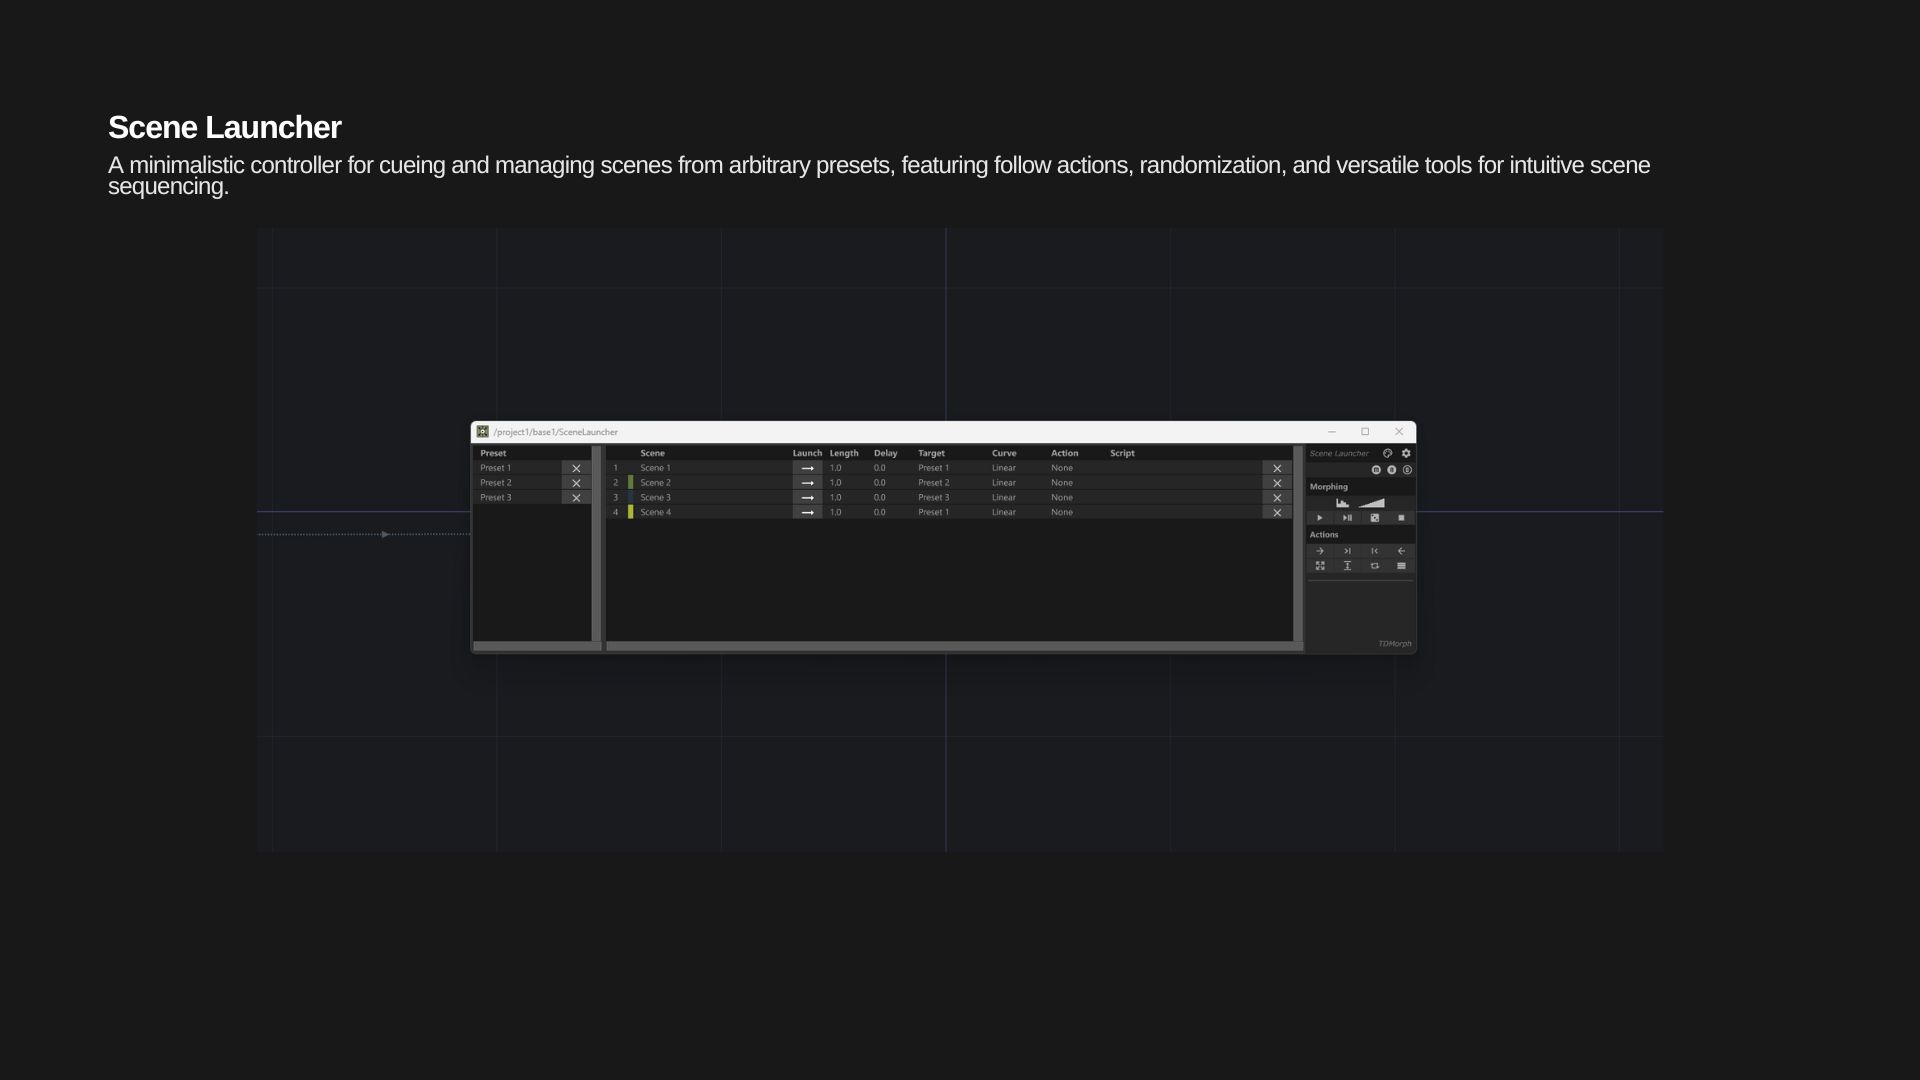 Scene Launcher
A minimalistic controller for cueing and managing scenes from arbitrary presets, featuring follow actions, randomization, and versatile tools for intuitive scene
sequencing.
/project1/base1/SceneLauncher
Preset
Preset 1
Preset 2
Preset 3
Scene Launch Length Delay Target Curve Action Script
1 Scene 1 1.0 0.0 Preset 1 Linear None
2 Scene 2 1.0 0.0 Preset 2 Linear None
3 Scene 3 1.0 0.0 Preset 3 Linear None
4 Scene 4 1.0 0.0 Preset 1 Linear None
Scene Launcher
Morphing
Actions
TDMorph